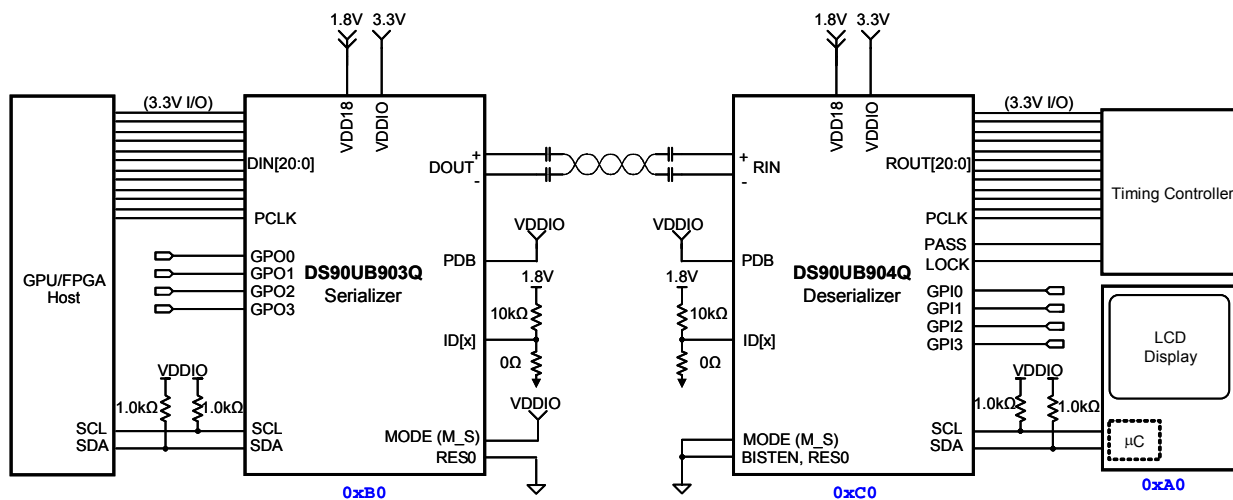 1.8V 3.3V
1.8V 3.3V
(3.3V I/O)
VDD18
VDDIO
VDD18
VDDIO
(3.3V I/O)
DIN[20:0]
DOUT
+
-
+
-
RIN
ROUT[20:0]
Timing Controller
PCLK
PCLK
VDDIO
VDDIO
PASS
LOCK
GPO0
GPO1
GPO2
GPO3
PDB
PDB
GPU/FPGA
Host
DS90UB903Q
Serializer
DS90UB904Q
Deserializer
1.8V
1.8V
GPI0
GPI1
GPI2
GPI3
10kΩ
10kΩ
ID[x]
ID[x]
0Ω
0Ω
LCD
Display
VDDIO
VDDIO
VDDIO
1.0kΩ
1.0kΩ
1.0kΩ
1.0kΩ
SCL
SDA
SCL
SDA
MODE (M_S)
RES0
MODE (M_S)
BISTEN, RES0
SCL
SDA
µC
0xB0
0xC0
0xA0